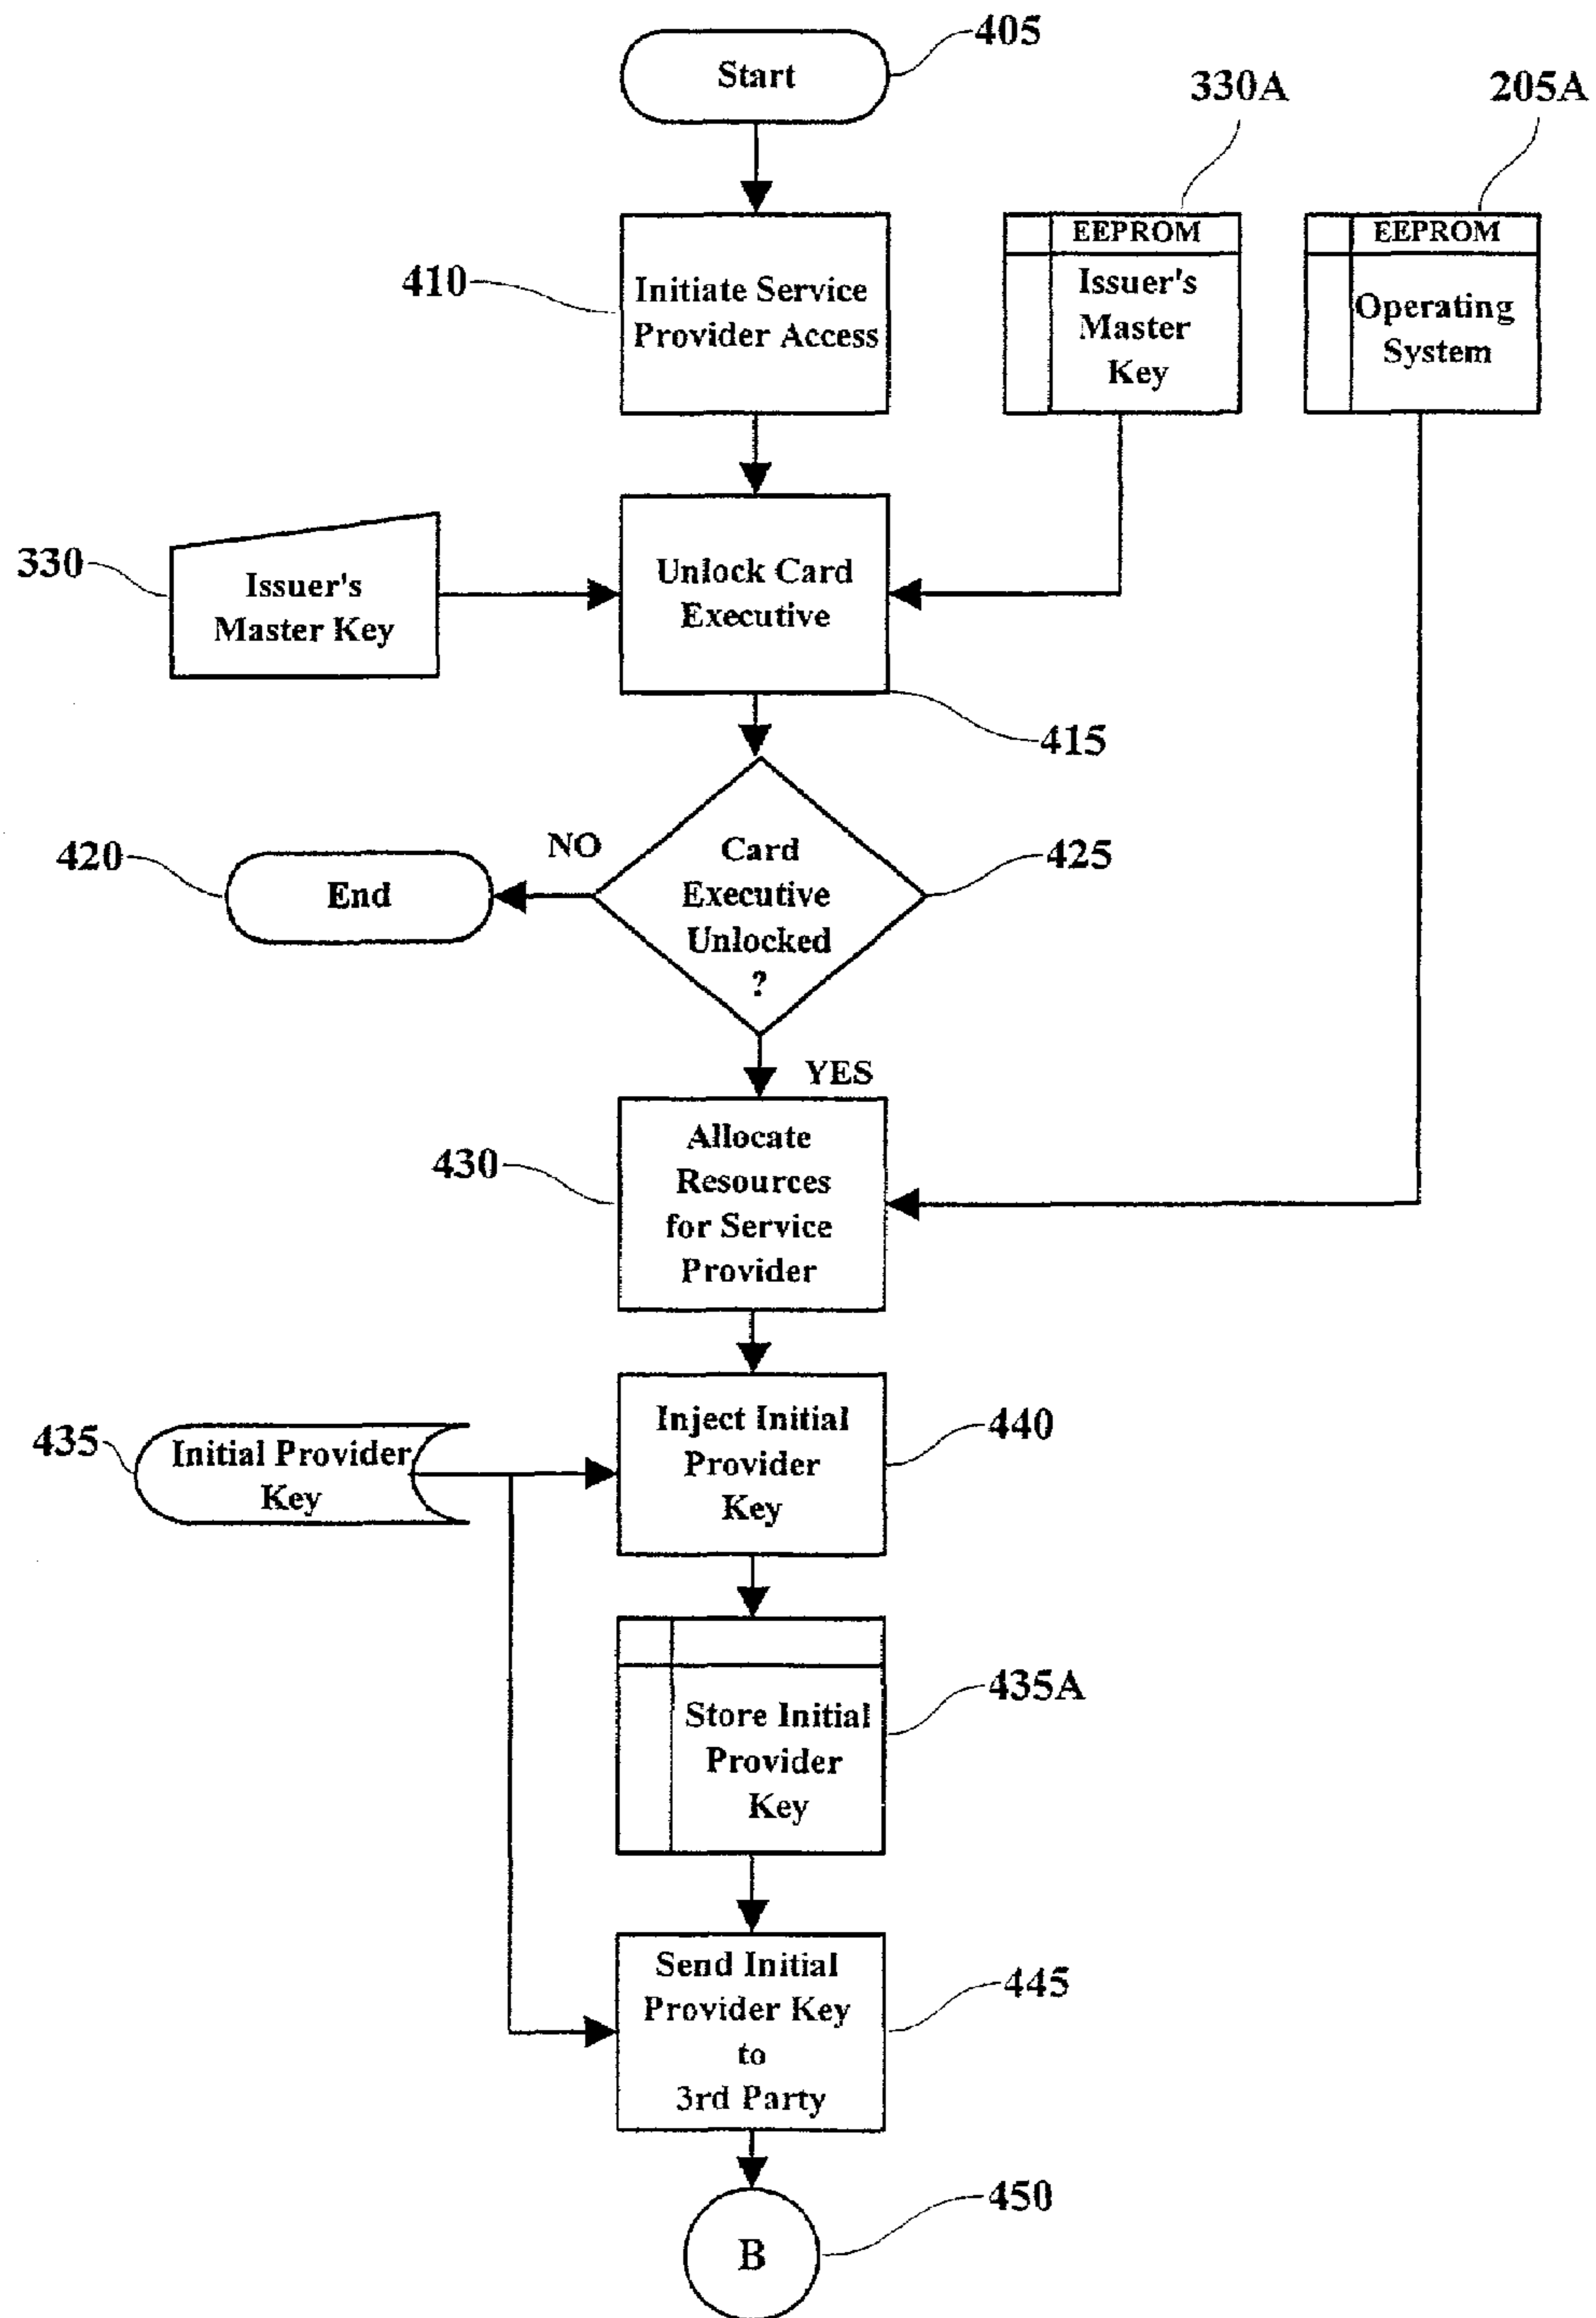 405
Start
330A
205A
EEPROM
Issuer's
Master
Key
EEPROM
Operating
System
410
Initiate Service
Provider Access
330
Issuer's
Master Key
Unlock Card
Executive
415
420
End
NO
Card
Executive
Unlocked
?
425
YES
430
Allocate
Resources
for Service
Provider
435
Initial Provider
Key
Inject Initial
Provider
Key
440
Store Initial
Provider
Key
435A
Send Initial
Provider Key
to
3rd Party
445
B
450